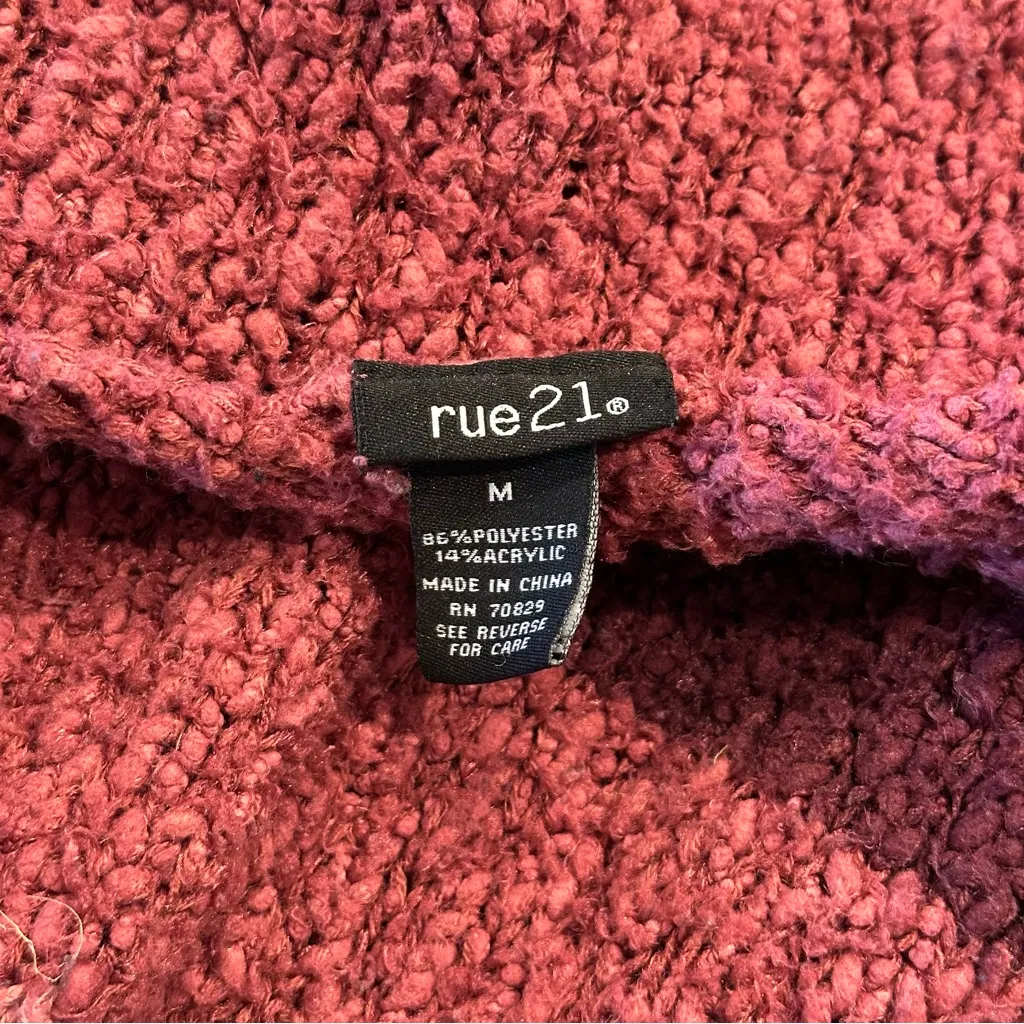 rue21®
M
86%POLYESTER
14%ACRYLIC
MADE IN CHINA
RN 70829
SEE REVERSE
FOR CARE